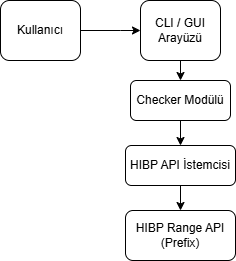 Kullanıcı
CLI / GUI
Arayüzü
Checker Modülü
HIBP API İstemcisi
HIBP Range API
(Prefix)